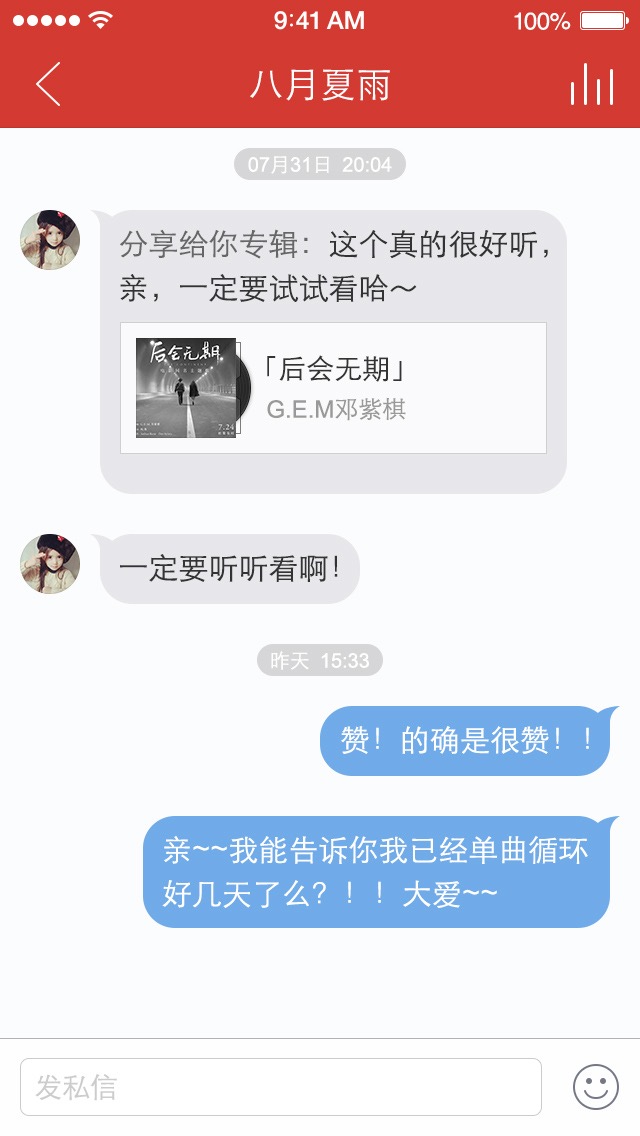 9:41 AM 100%
八月夏雨
07月31日 20:04
分享给你专辑：这个真的很好听，
亲，一定要试试看哈～
后会无期
7.24
「后会无期」
G.E.M邓紫棋
一定要听听看啊！
昨天 15:33
赞！的确是很赞！！
亲~~我能告诉你我已经单曲循环
好几天了么？！！大爱~~
发私信